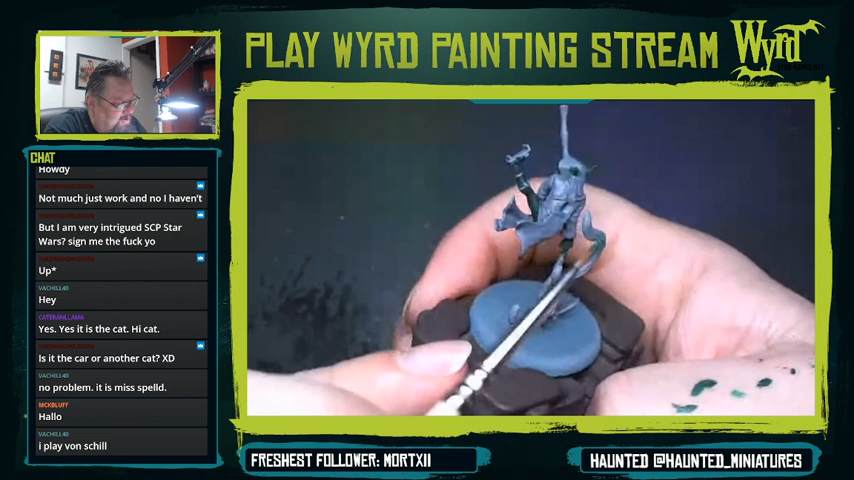 PLAY WYRD PAINTING STREAM
Wyrd
CHAT
Howdy
Not much just work and no I haven't
But I am very intrigued SCP Star
Wars? sign me the fuck yo
Up*
VACHILL40
Hey
CATERANLLAMA
Yes. Yes it is the cat. Hi cat.
Is it the car or another cat? XD
VACHILL40
no problem. it is miss spelld.
MCKBLUFF
Hallo
VACHILL40
i play von schill
FRESHEST FOLLOWER: MORTXII
HAUNTED @HAUNTED_MINIATURES